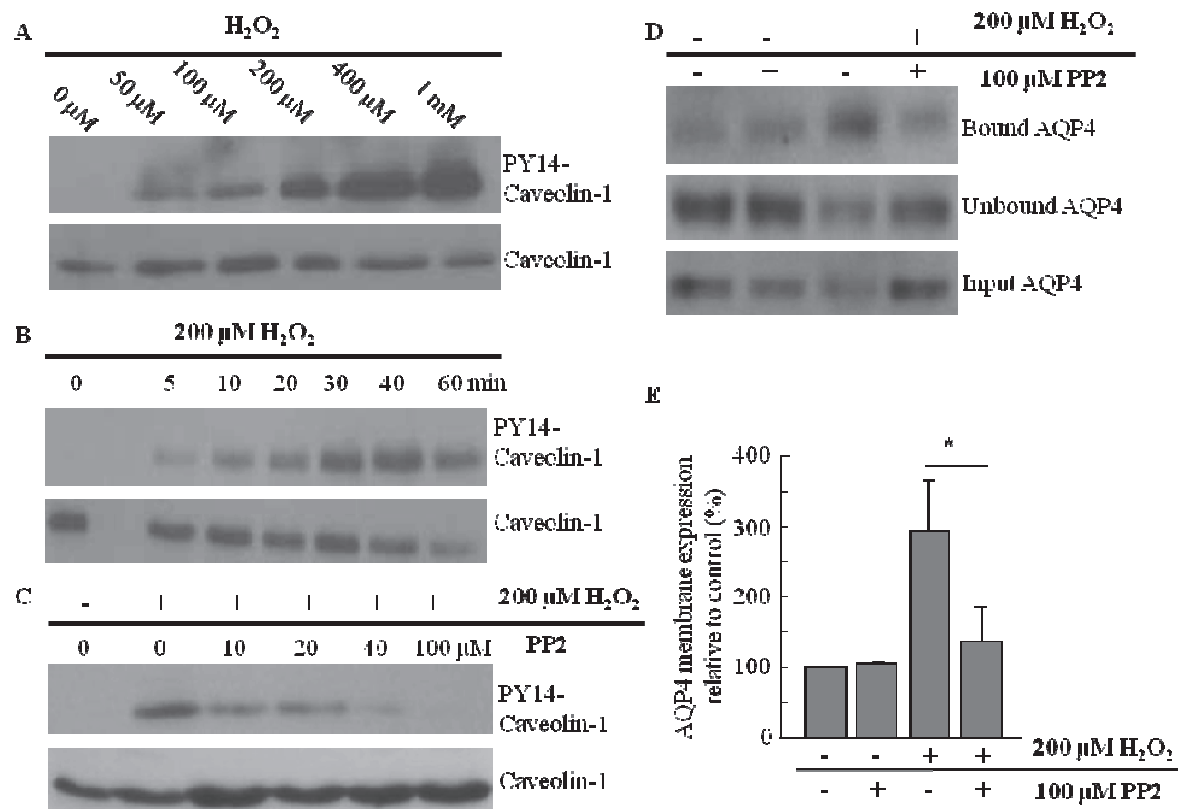 A
H₂O₂
0 µM 50 µM 100 µM 200 µM 400 µM 1 mM
PY14-
Caveolin-1
Caveolin-1
B
200 µM H₂O₂
0 5 10 20 30 40 60 min
PY14-
Caveolin-1
Caveolin-1
C
- | | | | | 200 µM H₂O₂
0 0 10 20 40 100 µM PP2
PY14-
Caveolin-1
Caveolin-1
D
- - | 200 µM H₂O₂
- – - + 100 µM PP2
Bound AQP4
Unbound AQP4
Input AQP4
E
AQP4 membrane expression
relative to control (%)
400
300
200
100
0
*
- - + + 200 µM H₂O₂
- + - + 100 µM PP2